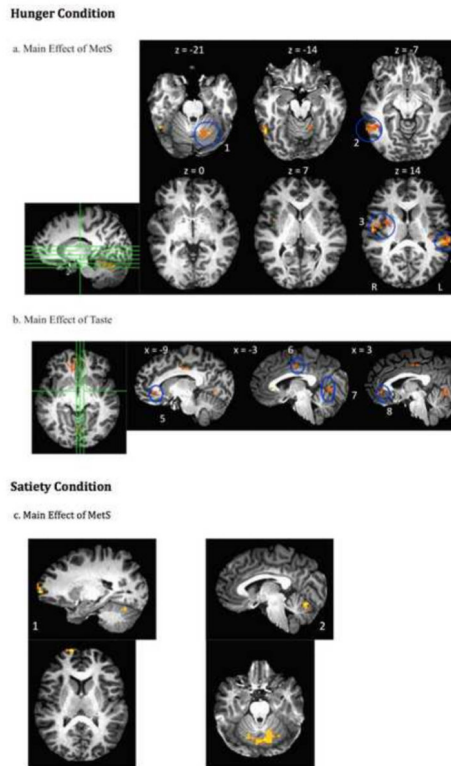 Hunger Condition
a. Main Effect of MetS
z = -21 z = -14 z = -7
1
2
z = 0 z = 7 z = 14
3
R L
b. Main Effect of Taste
x = -9 x = -3 6 x = 3
5 7 8
Satiety Condition
c. Main Effect of MetS
1 2